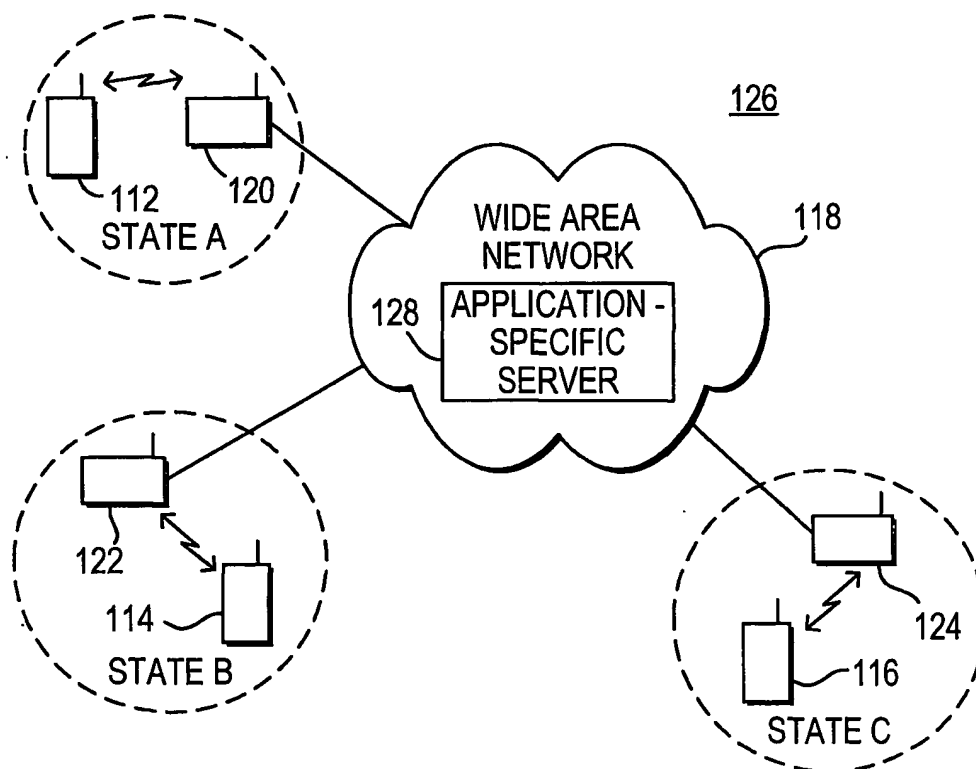 126
112
120
STATE A
WIDE AREA
NETWORK
118
128
APPLICATION -
SPECIFIC
SERVER
122
114
STATE B
124
116
STATE C